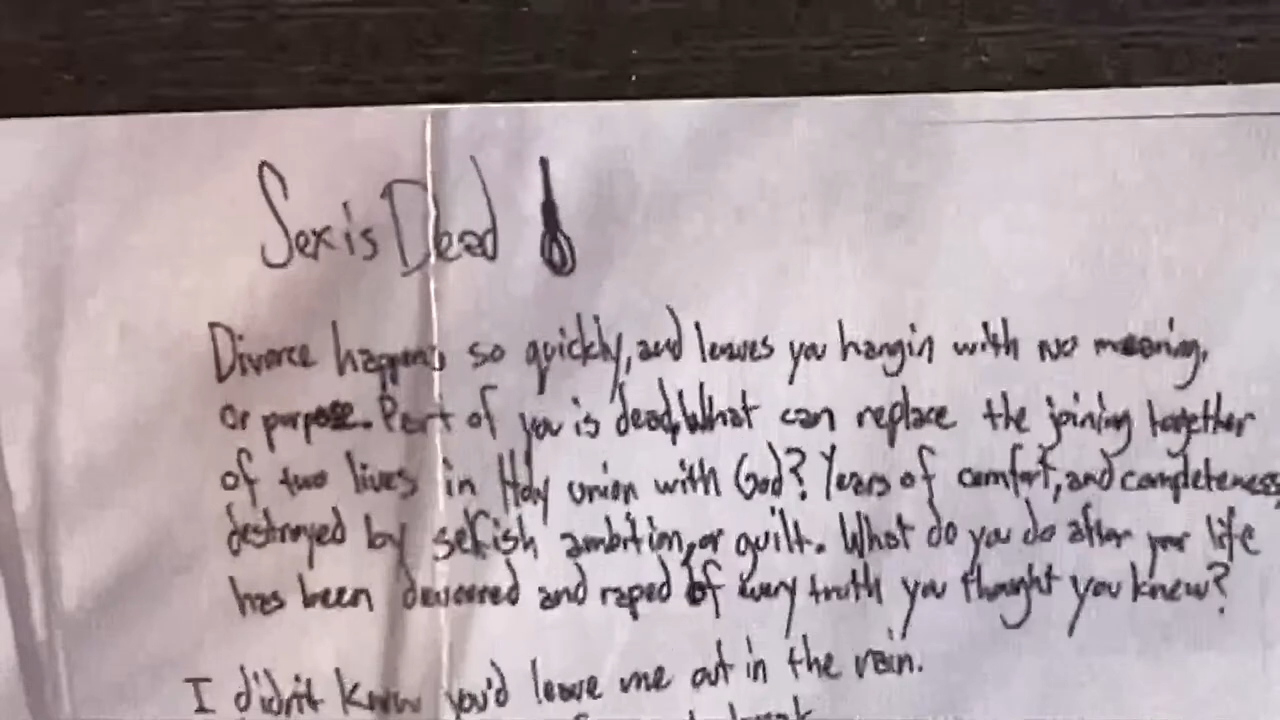 Sex is Dead
Divorce happens so quickly, and leaves you hangin with no meaning,
or purpose. Part of you is dead, What can replace the joining together
of two lives in Holy union with God? Years of comfort, and completeness,
destroyed by selfish ambition, or guilt. What do you do after your life
has been devoured and raped of every truth you thought you knew?
I didn't know you'd leave me out in the rain.